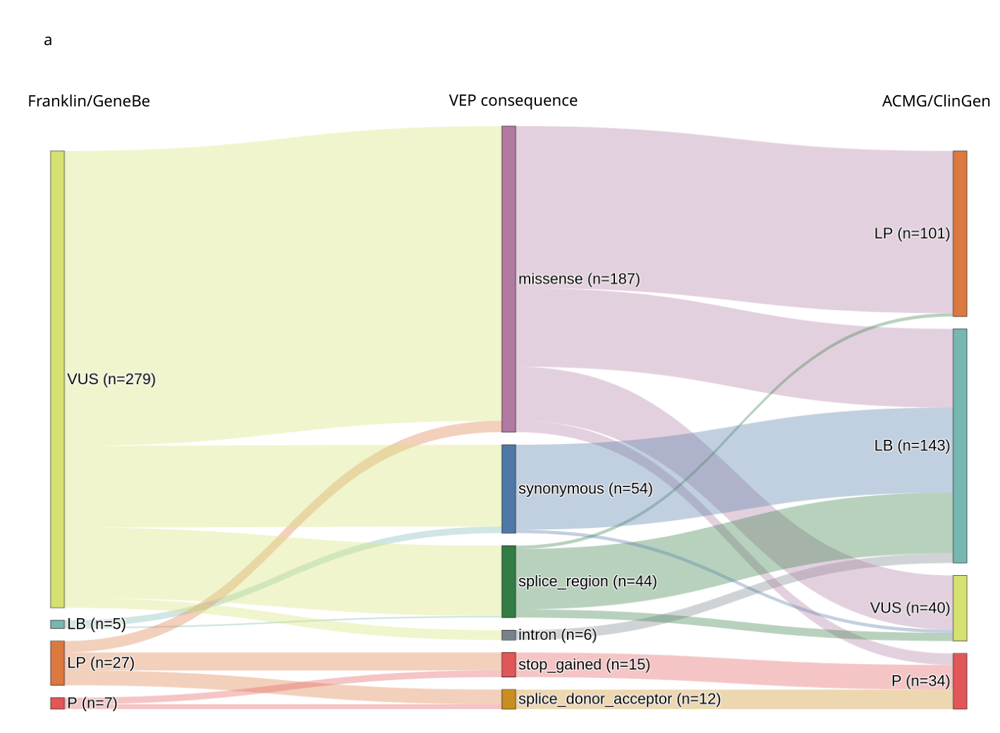 a
Franklin/GeneBe
VEP consequence
ACMG/ClinGen
LP (n=101)
missense (n=187)
VUS (n=279)
LB (n=143)
synonymous (n=54)
splice_region (n=44)
VUS (n=40)
LB (n=5)
intron (n=6)
LP (n=27)
stop_gained (n=15)
P (n=34)
P (n=7)
splice_donor_acceptor (n=12)